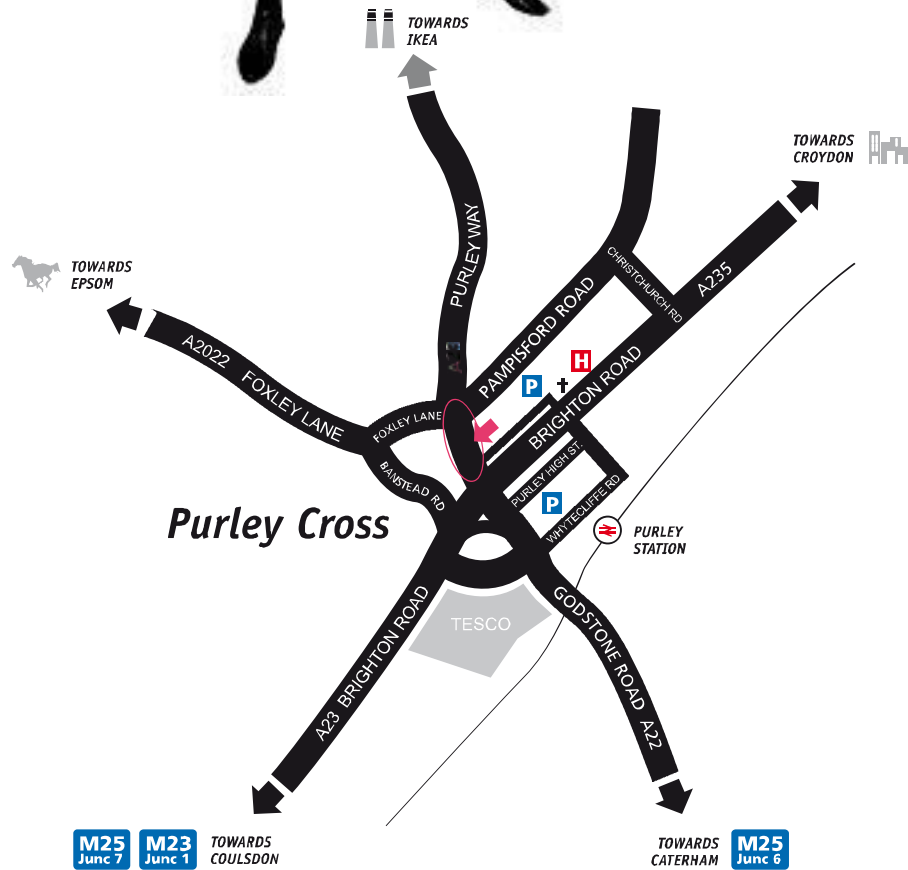 TOWARDS
IKEA
TOWARDS
CROYDON
TOWARDS
EPSOM
PURLEY WAY
A23
PAMPISFORD ROAD
CHRISTCHURCH RD
A235
BRIGHTON ROAD
A2022 FOXLEY LANE
FOXLEY LANE
BANSTEAD RD
P
H
PURLEY HIGH ST.
P
WHYTECLIFFE RD
Purley Cross
PURLEY
STATION
TESCO
A23 BRIGHTON ROAD
GODSTONE ROAD A22
M25
Junc 7
M23
Junc 1
TOWARDS
COULSDON
TOWARDS
CATERHAM
M25
Junc 6